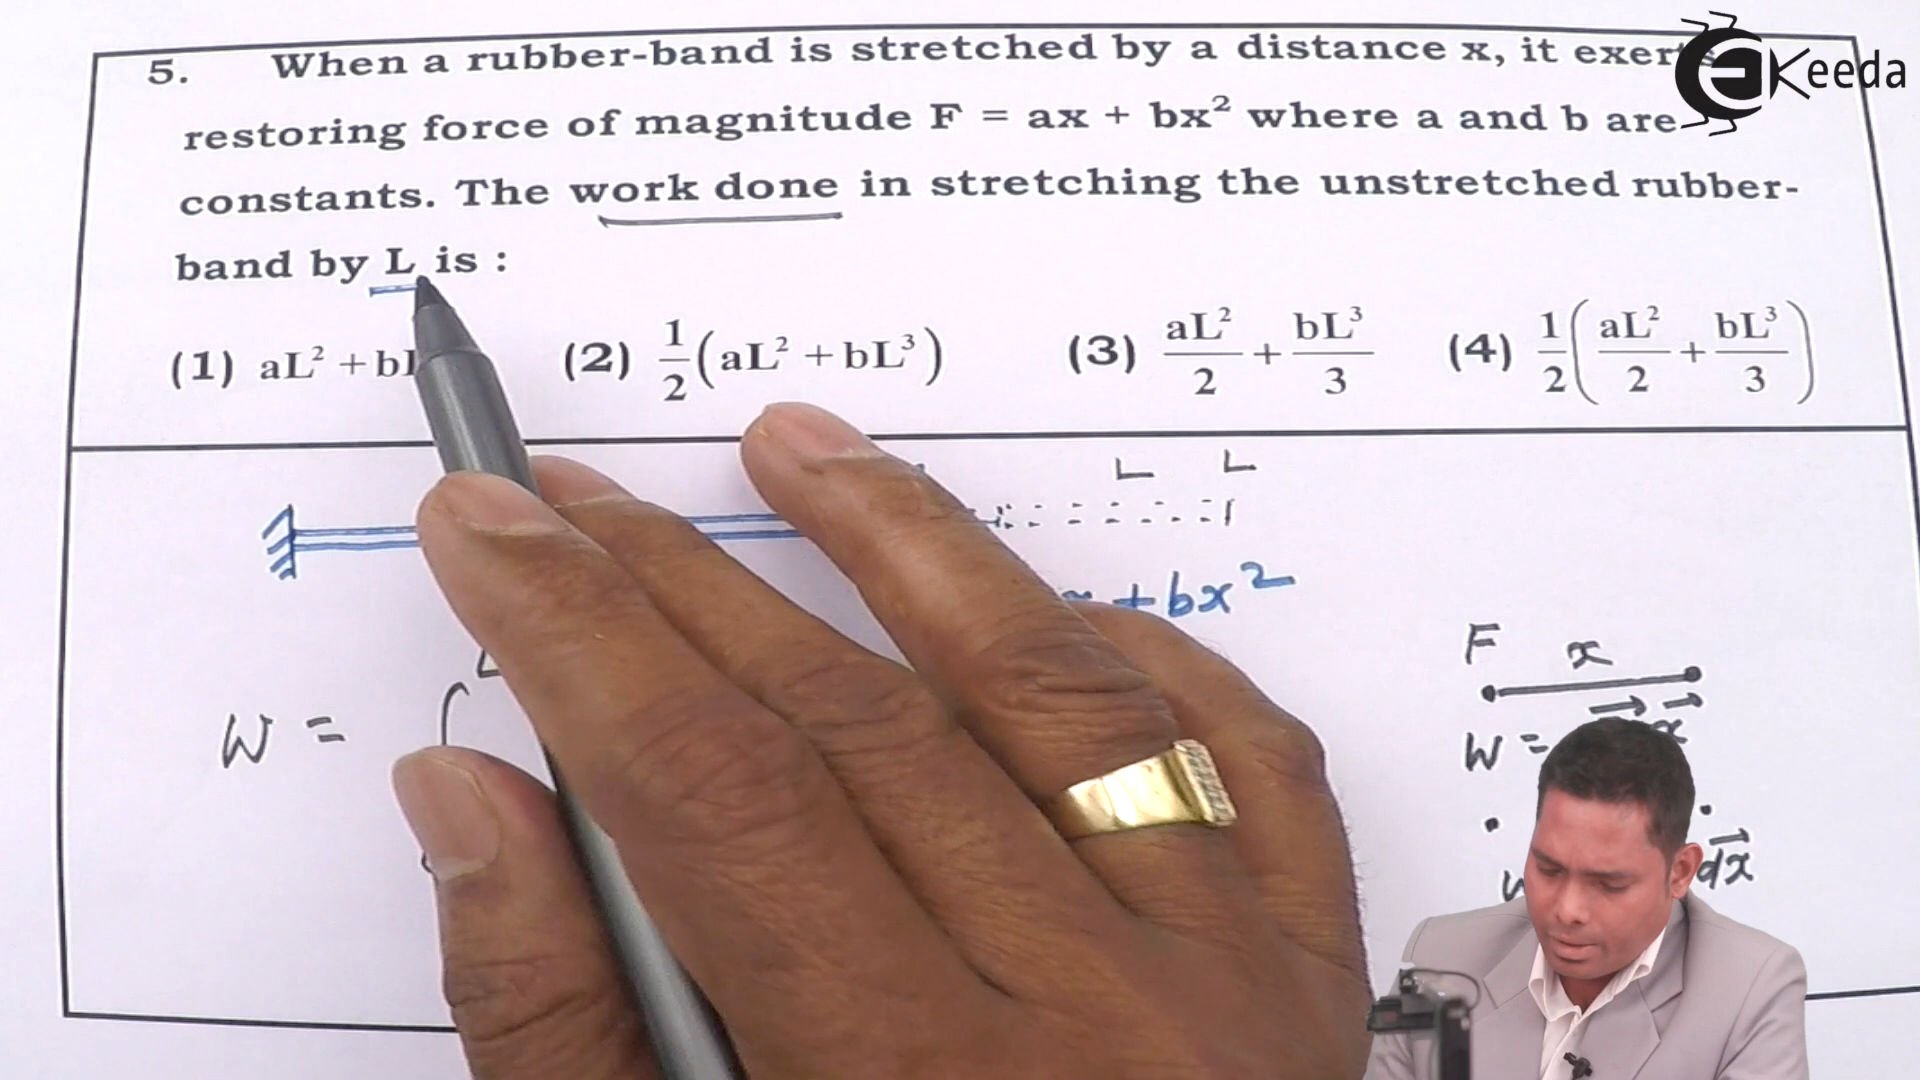 5. When a rubber-band is stretched by a distance x, it exerts
restoring force of magnitude F = ax + bx² where a and b are
constants. The work done in stretching the unstretched rubber-
band by L is :
(1) aL² + bL (2) 1/2 (aL² + bL³) (3) aL²/2 + bL³/3 (4) 1/2 (aL²/2 + bL³/3)
L L
+ bx²
F x
W = ∫
W =
dx
Keeda